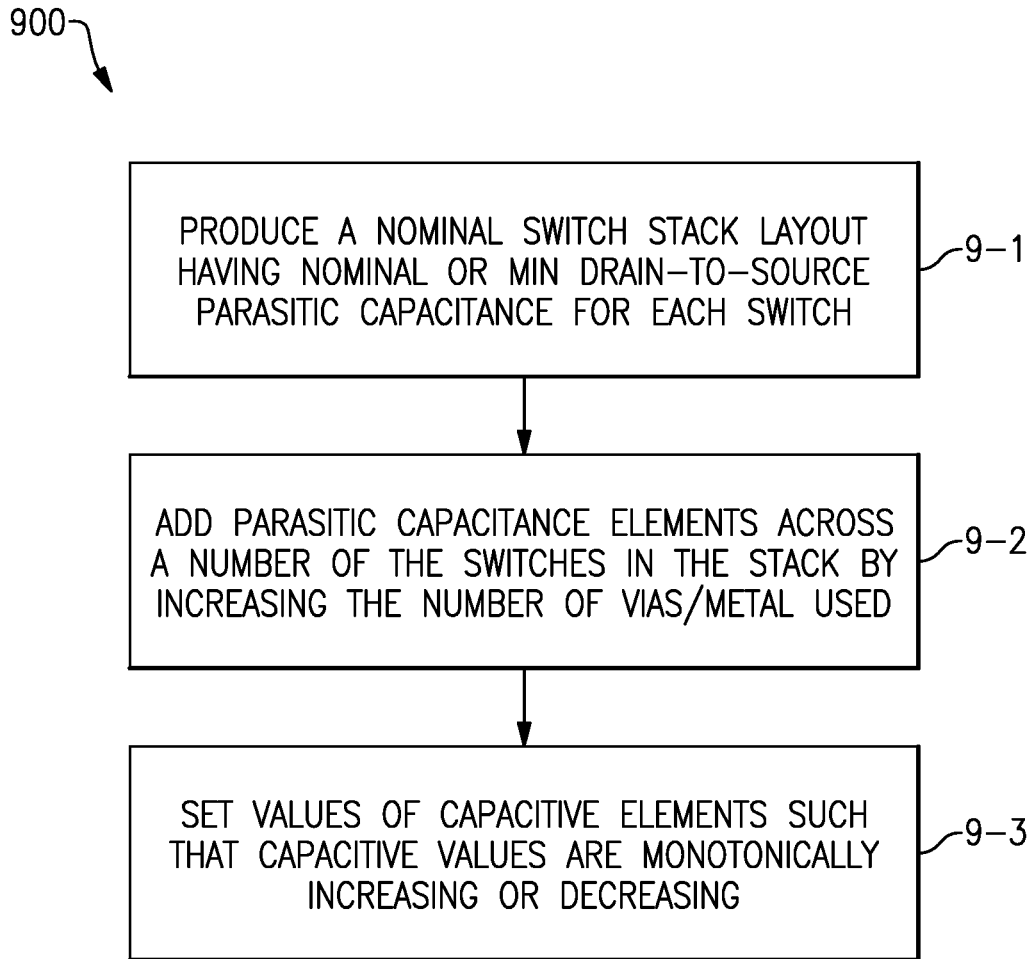 900
PRODUCE A NOMINAL SWITCH STACK LAYOUT
HAVING NOMINAL OR MIN DRAIN-TO-SOURCE
PARASITIC CAPACITANCE FOR EACH SWITCH
9-1
ADD PARASITIC CAPACITANCE ELEMENTS ACROSS
A NUMBER OF THE SWITCHES IN THE STACK BY
INCREASING THE NUMBER OF VIAS/METAL USED
9-2
SET VALUES OF CAPACITIVE ELEMENTS SUCH
THAT CAPACITIVE VALUES ARE MONOTONICALLY
INCREASING OR DECREASING
9-3